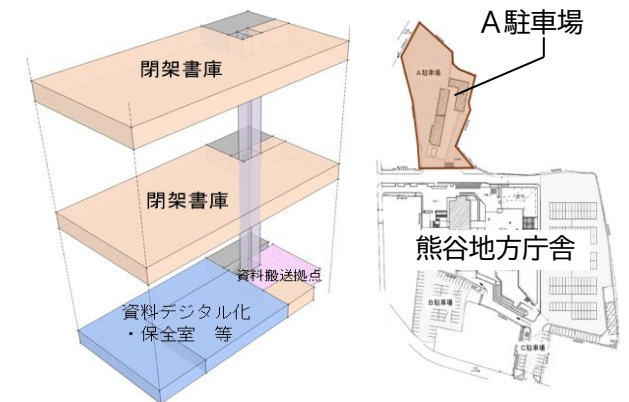 閉架書庫
閉架書庫
資料搬送拠点
資料デジタル化
・保全室　等
A駐車場
A駐車場
熊谷地方庁舎
B駐車場
C駐車場